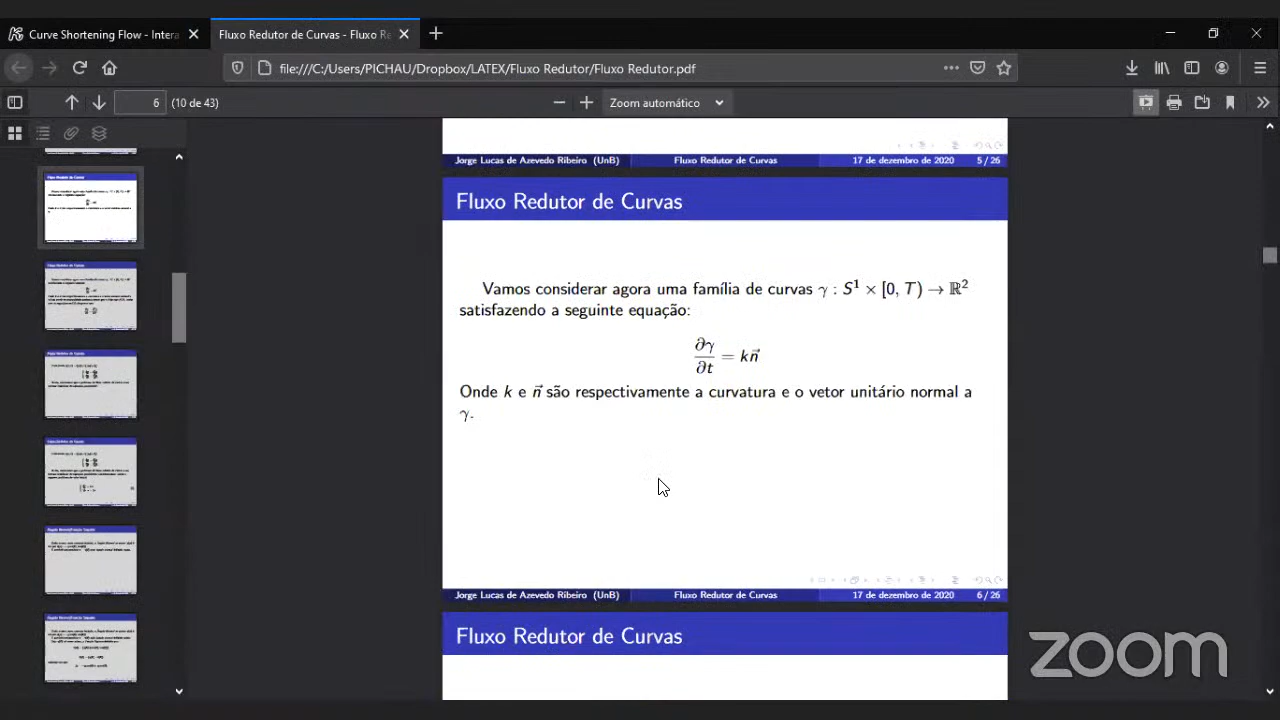 Curve Shortening Flow - Intera
Fluxo Redutor de Curvas - Fluxo Re
file:///C:/Users/PICHAU/Dropbox/LATEX/Fluxo Redutor/Fluxo Redutor.pdf
6 (10 de 43)
Zoom automático
Jorge Lucas de Azevedo Ribeiro (UnB) Fluxo Redutor de Curvas 17 de dezembro de 2020 5 / 26
Fluxo Redutor de Curvas
Vamos considerar agora uma família de curvas γ : S¹ × [0, T) → ℝ²
satisfazendo a seguinte equação:
∂γ/∂t = kn⃗
Onde k e n⃗ são respectivamente a curvatura e o vetor unitário normal a
γ.
Jorge Lucas de Azevedo Ribeiro (UnB) Fluxo Redutor de Curvas 17 de dezembro de 2020 6 / 26
Fluxo Redutor de Curvas
zoom